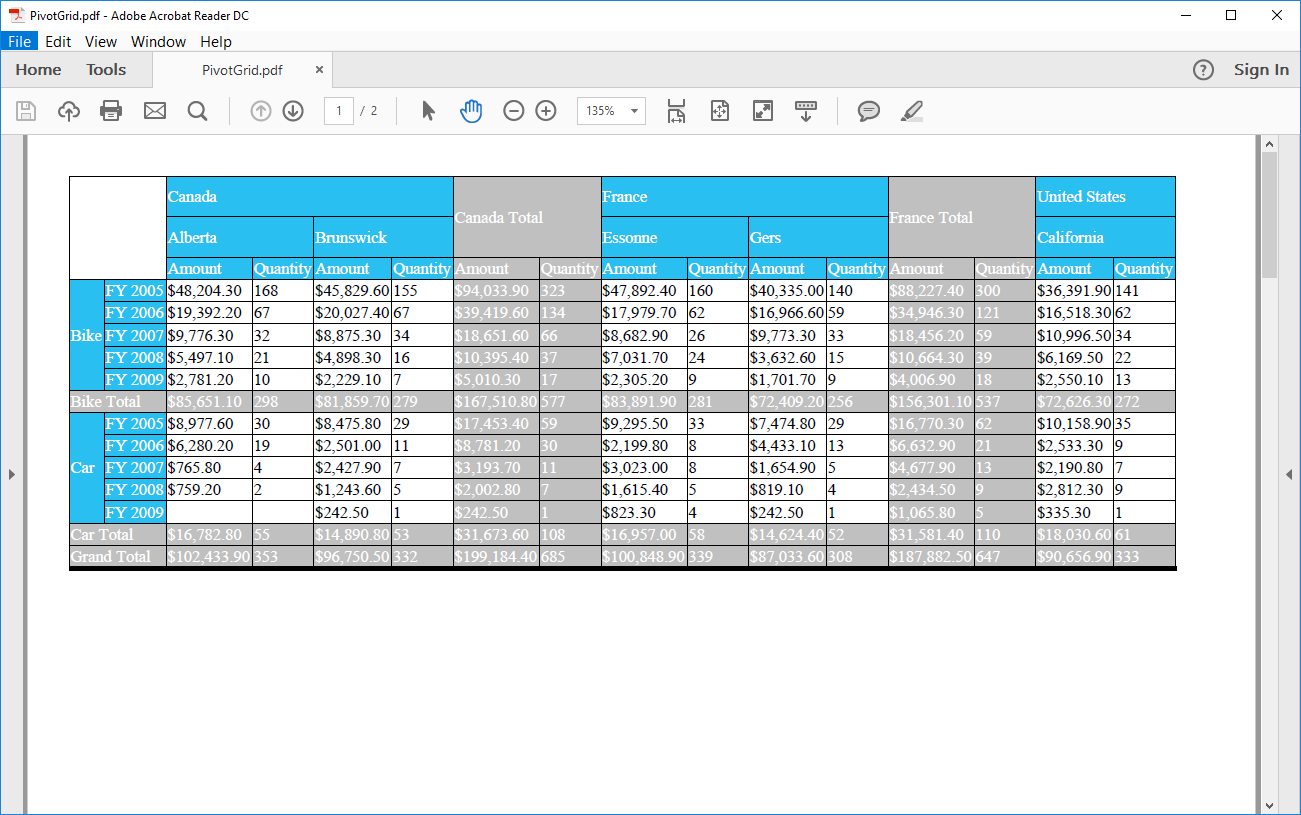 PivotGrid.pdf - Adobe Acrobat Reader DC
File Edit View Window Help
Home Tools PivotGrid.pdf × ? Sign In
1 / 2 135%
Canada Canada Total France France Total United States
Alberta Brunswick Essonne Gers California
Amount Quantity Amount Quantity Amount Quantity Amount Quantity Amount Quantity Amount Quantity Amount Quantity
Bike FY 2005 $48,204.30 168 $45,829.60 155 $94,033.90 323 $47,892.40 160 $40,335.00 140 $88,227.40 300 $36,391.90 141
FY 2006 $19,392.20 67 $20,027.40 67 $39,419.60 134 $17,979.70 62 $16,966.60 59 $34,946.30 121 $16,518.30 62
FY 2007 $9,776.30 32 $8,875.30 34 $18,651.60 66 $8,682.90 26 $9,773.30 33 $18,456.20 59 $10,996.50 34
FY 2008 $5,497.10 21 $4,898.30 16 $10,395.40 37 $7,031.70 24 $3,632.60 15 $10,664.30 39 $6,169.50 22
FY 2009 $2,781.20 10 $2,229.10 7 $5,010.30 17 $2,305.20 9 $1,701.70 9 $4,006.90 18 $2,550.10 13
Bike Total $85,651.10 298 $81,859.70 279 $167,510.80 577 $83,891.90 281 $72,409.20 256 $156,301.10 537 $72,626.30 272
Car FY 2005 $8,977.60 30 $8,475.80 29 $17,453.40 59 $9,295.50 33 $7,474.80 29 $16,770.30 62 $10,158.90 35
FY 2006 $6,280.20 19 $2,501.00 11 $8,781.20 30 $2,199.80 8 $4,433.10 13 $6,632.90 21 $2,533.30 9
FY 2007 $765.80 4 $2,427.90 7 $3,193.70 11 $3,023.00 8 $1,654.90 5 $4,677.90 13 $2,190.80 7
FY 2008 $759.20 2 $1,243.60 5 $2,002.80 7 $1,615.40 5 $819.10 4 $2,434.50 9 $2,812.30 9
FY 2009 $242.50 1 $242.50 1 $823.30 4 $242.50 1 $1,065.80 5 $335.30 1
Car Total $16,782.80 55 $14,890.80 53 $31,673.60 108 $16,957.00 58 $14,624.40 52 $31,581.40 110 $18,030.60 61
Grand Total $102,433.90 353 $96,750.50 332 $199,184.40 685 $100,848.90 339 $87,033.60 308 $187,882.50 647 $90,656.90 333